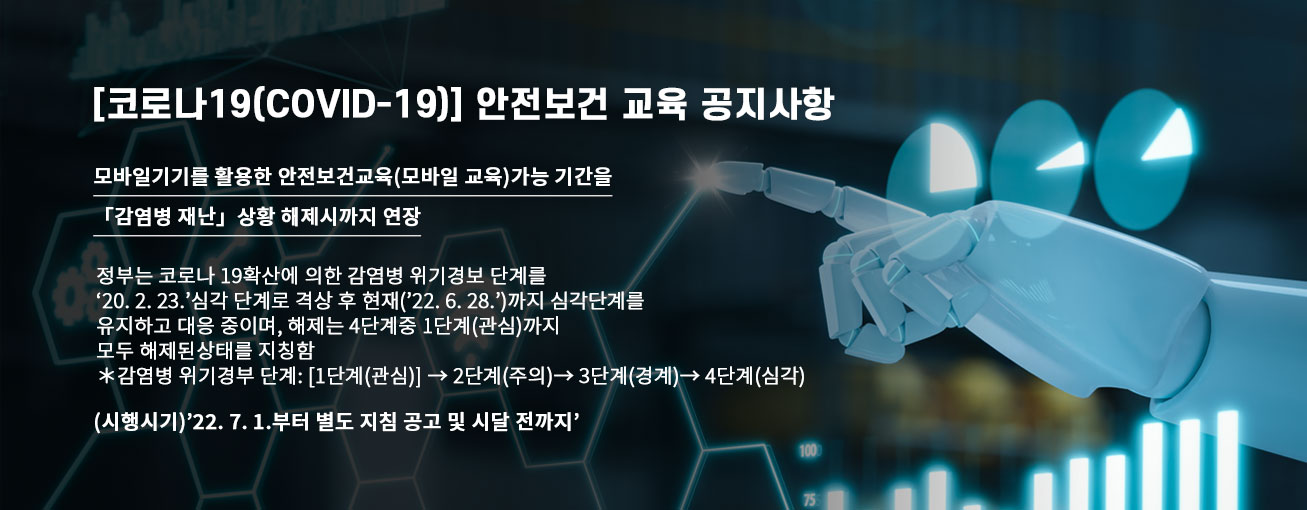 [코로나19(COVID-19)] 안전보건 교육 공지사항
모바일기기를 활용한 안전보건교육(모바일 교육)가능 기간을
「감염병 재난」상황 해제시까지 연장
정부는 코로나 19확산에 의한 감염병 위기경보 단계를
‘20. 2. 23.’심각 단계로 격상 후 현재(’22. 6. 28.’)까지 심각단계를
유지하고 대응 중이며, 해제는 4단계중 1단계(관심)까지
모두 해제된상태를 지칭함
＊감염병 위기경부 단계: [1단계(관심)] → 2단계(주의)→ 3단계(경계)→ 4단계(심각)
(시행시기)’22. 7. 1.부터 별도 지침 공고 및 시달 전까지’
100
75